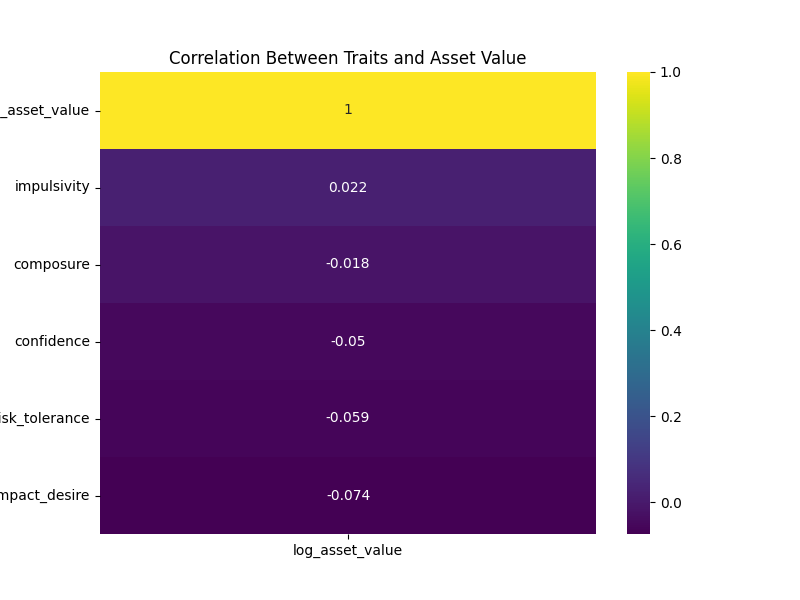 Correlation Between Traits and Asset Value
_asset_value
1
impulsivity
0.022
composure
-0.018
confidence
-0.05
isk_tolerance
-0.059
mpact_desire
-0.074
log_asset_value
1.0
0.8
0.6
0.4
0.2
0.0